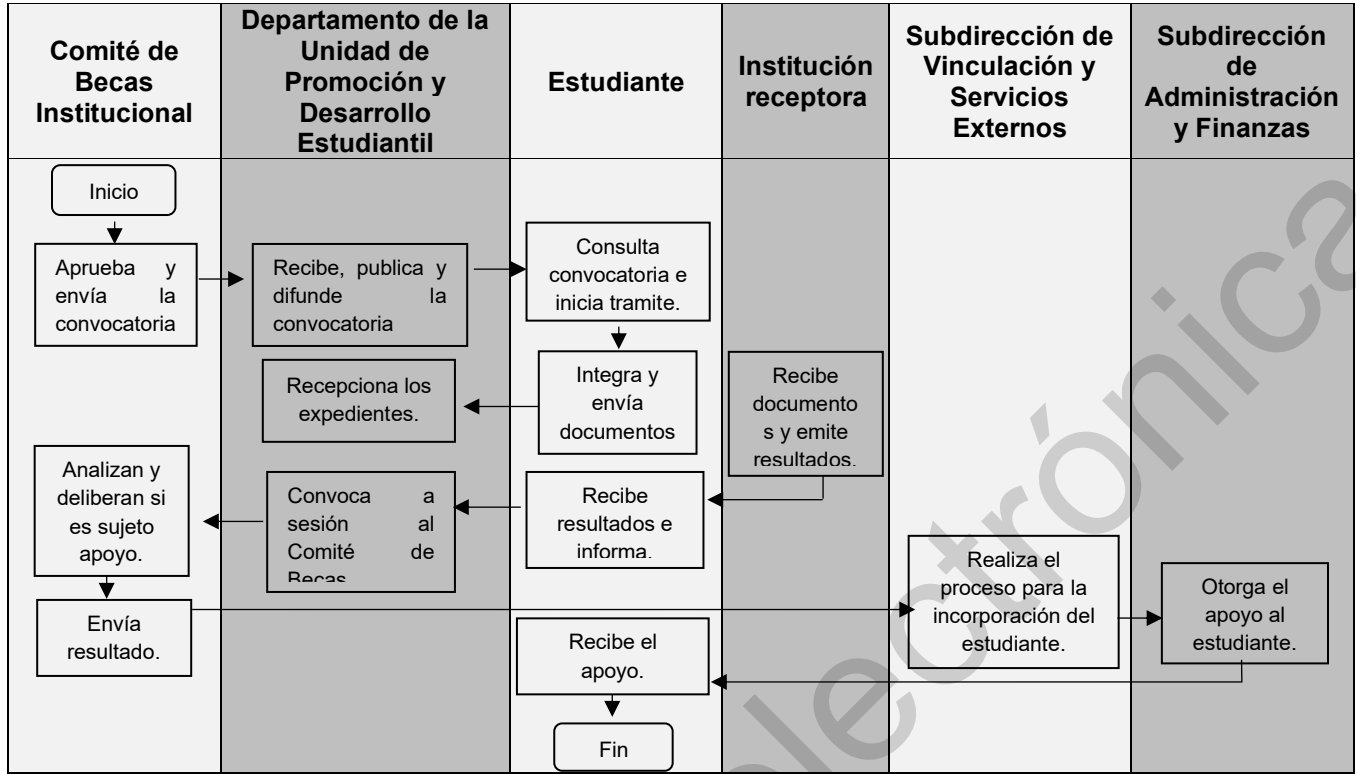 Comité de
Becas
Institucional
Departamento de la
Unidad de
Promoción y
Desarrollo
Estudiantil
Estudiante
Institución
receptora
Subdirección de
Vinculación y
Servicios
Externos
Subdirección
de
Administración
y Finanzas
Inicio
Aprueba y
envía la
convocatoria
Recibe, publica y
difunde la
convocatoria
Consulta
convocatoria e
inicia tramite.
Integra y
envía
documentos
Recepciona los
expedientes.
Recibe
documento
s y emite
resultados.
Recibe
resultados e
informa.
Convoca a
sesión al
Comité de
Becas
Analizan y
deliberan si
es sujeto
apoyo.
Envía
resultado.
Realiza el
proceso para la
incorporación del
estudiante.
Otorga el
apoyo al
estudiante.
Recibe el
apoyo.
Fin
lectrónica